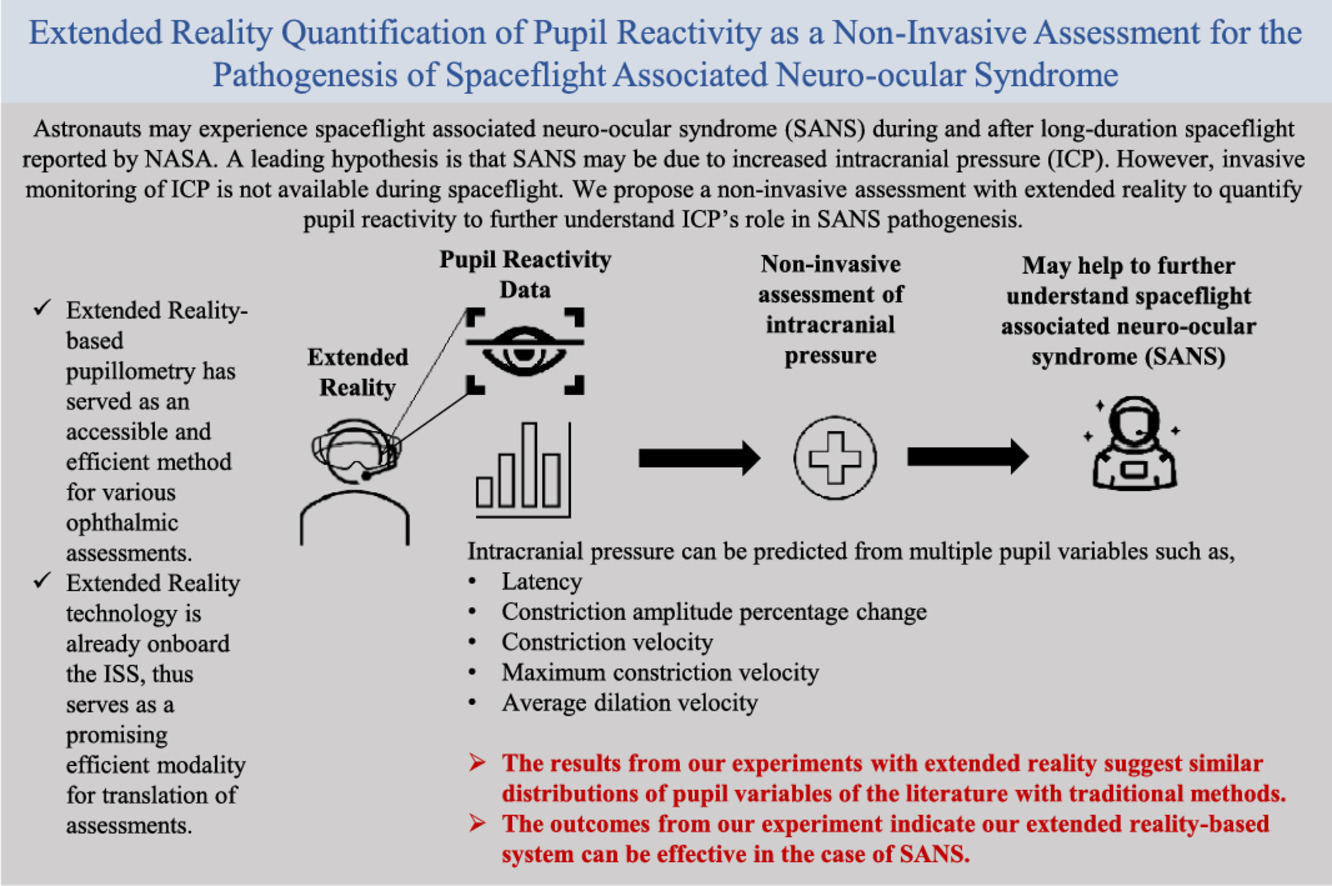 Extended Reality Quantification of Pupil Reactivity as a Non-Invasive Assessment for the
Pathogenesis of Spaceflight Associated Neuro-ocular Syndrome
Astronauts may experience spaceflight associated neuro-ocular syndrome (SANS) during and after long-duration spaceflight
reported by NASA. A leading hypothesis is that SANS may be due to increased intracranial pressure (ICP). However, invasive
monitoring of ICP is not available during spaceflight. We propose a non-invasive assessment with extended reality to quantify
pupil reactivity to further understand ICP's role in SANS pathogenesis.
✓ Extended Reality-
based
pupillometry has
served as an
accessible and
efficient method
for various
ophthalmic
assessments.
✓ Extended Reality
technology is
already onboard
the ISS, thus
serves as a
promising
efficient modality
for translation of
assessments.
Extended
Reality
Pupil Reactivity
Data
Non-invasive
assessment of
intracranial
pressure
May help to further
understand spaceflight
associated neuro-ocular
syndrome (SANS)
Intracranial pressure can be predicted from multiple pupil variables such as,
• Latency
• Constriction amplitude percentage change
• Constriction velocity
• Maximum constriction velocity
• Average dilation velocity
➢ The results from our experiments with extended reality suggest similar
distributions of pupil variables of the literature with traditional methods.
➢ The outcomes from our experiment indicate our extended reality-based
system can be effective in the case of SANS.